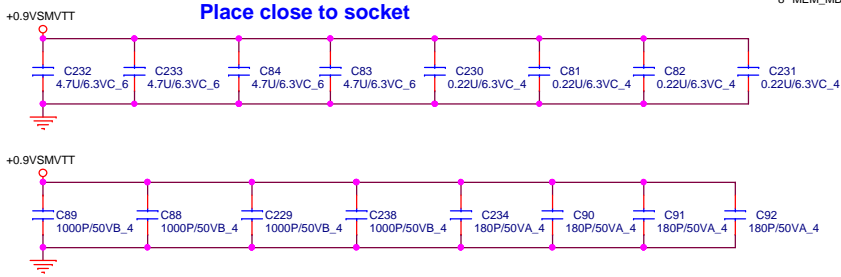 8 MEM_MB
Place close to socket
+0.9VSMVTT
C232 C233 C84 C83 C230 C81 C82 C231
4.7U/6.3VC_6 4.7U/6.3VC_6 4.7U/6.3VC_6 4.7U/6.3VC_6 0.22U/6.3VC_4 0.22U/6.3VC_4 0.22U/6.3VC_4 0.22U/6.3VC_4
+0.9VSMVTT
C89 C88 C229 C238 C234 C90 C91 C92
1000P/50VB_4 1000P/50VB_4 1000P/50VB_4 1000P/50VB_4 180P/50VA_4 180P/50VA_4 180P/50VA_4 180P/50VA_4